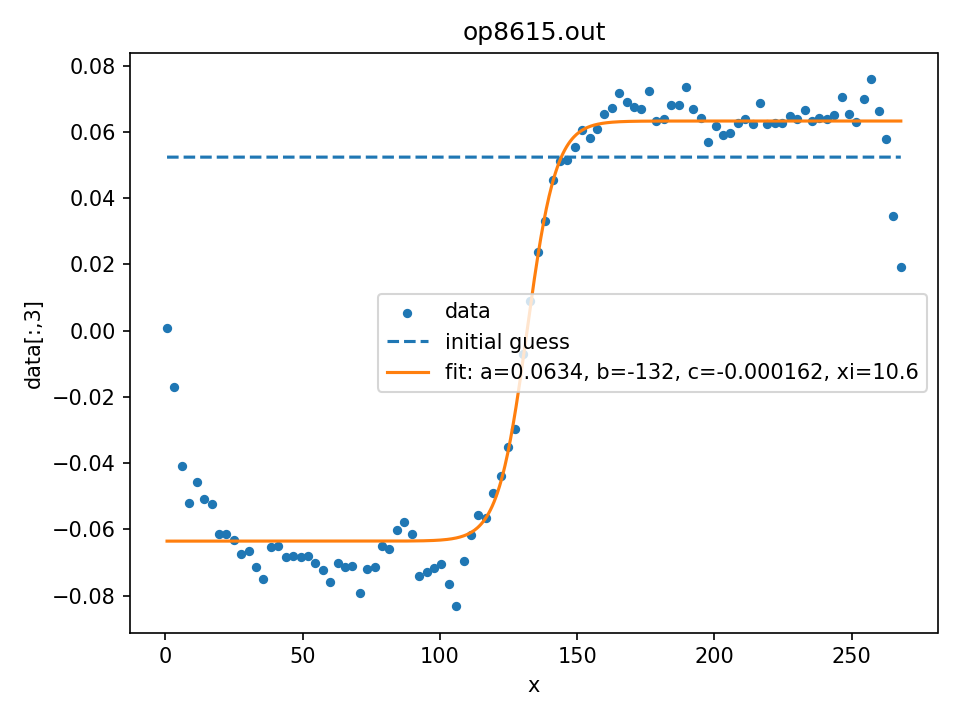 op8615.out
0.08
0.06
0.04
0.02
0.00
−0.02
−0.04
−0.06
−0.08
data[:,3]
data
initial guess
fit: a=0.0634, b=-132, c=-0.000162, xi=10.6
0 50 100 150 200 250
x